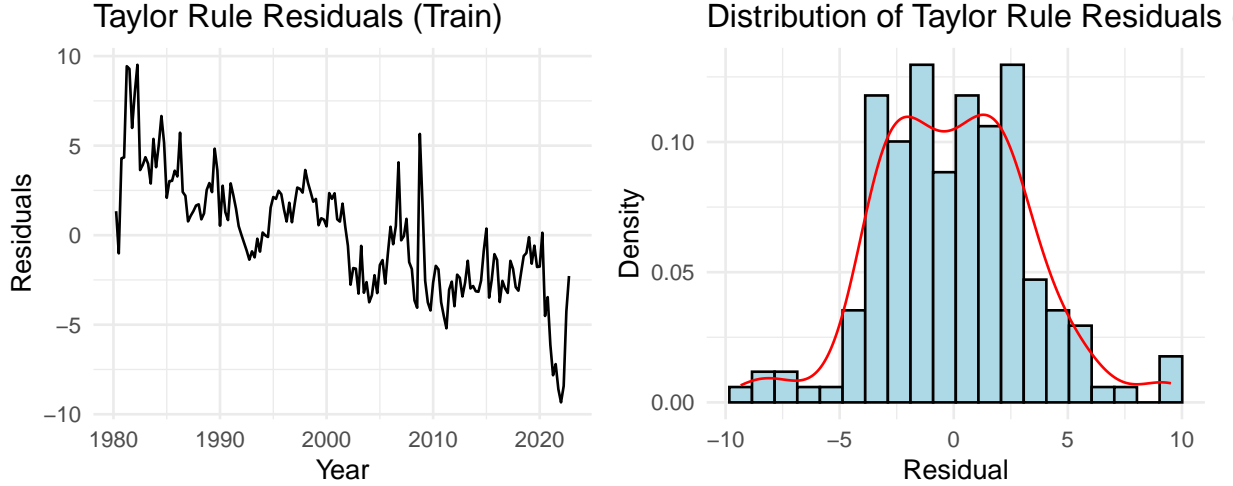 Taylor Rule Residuals (Train)
Residuals
10
5
0
−5
−10
1980 1990 2000 2010 2020
Year
Distribution of Taylor Rule Residuals
Density
0.10
0.05
0.00
−10 −5 0 5 10
Residual